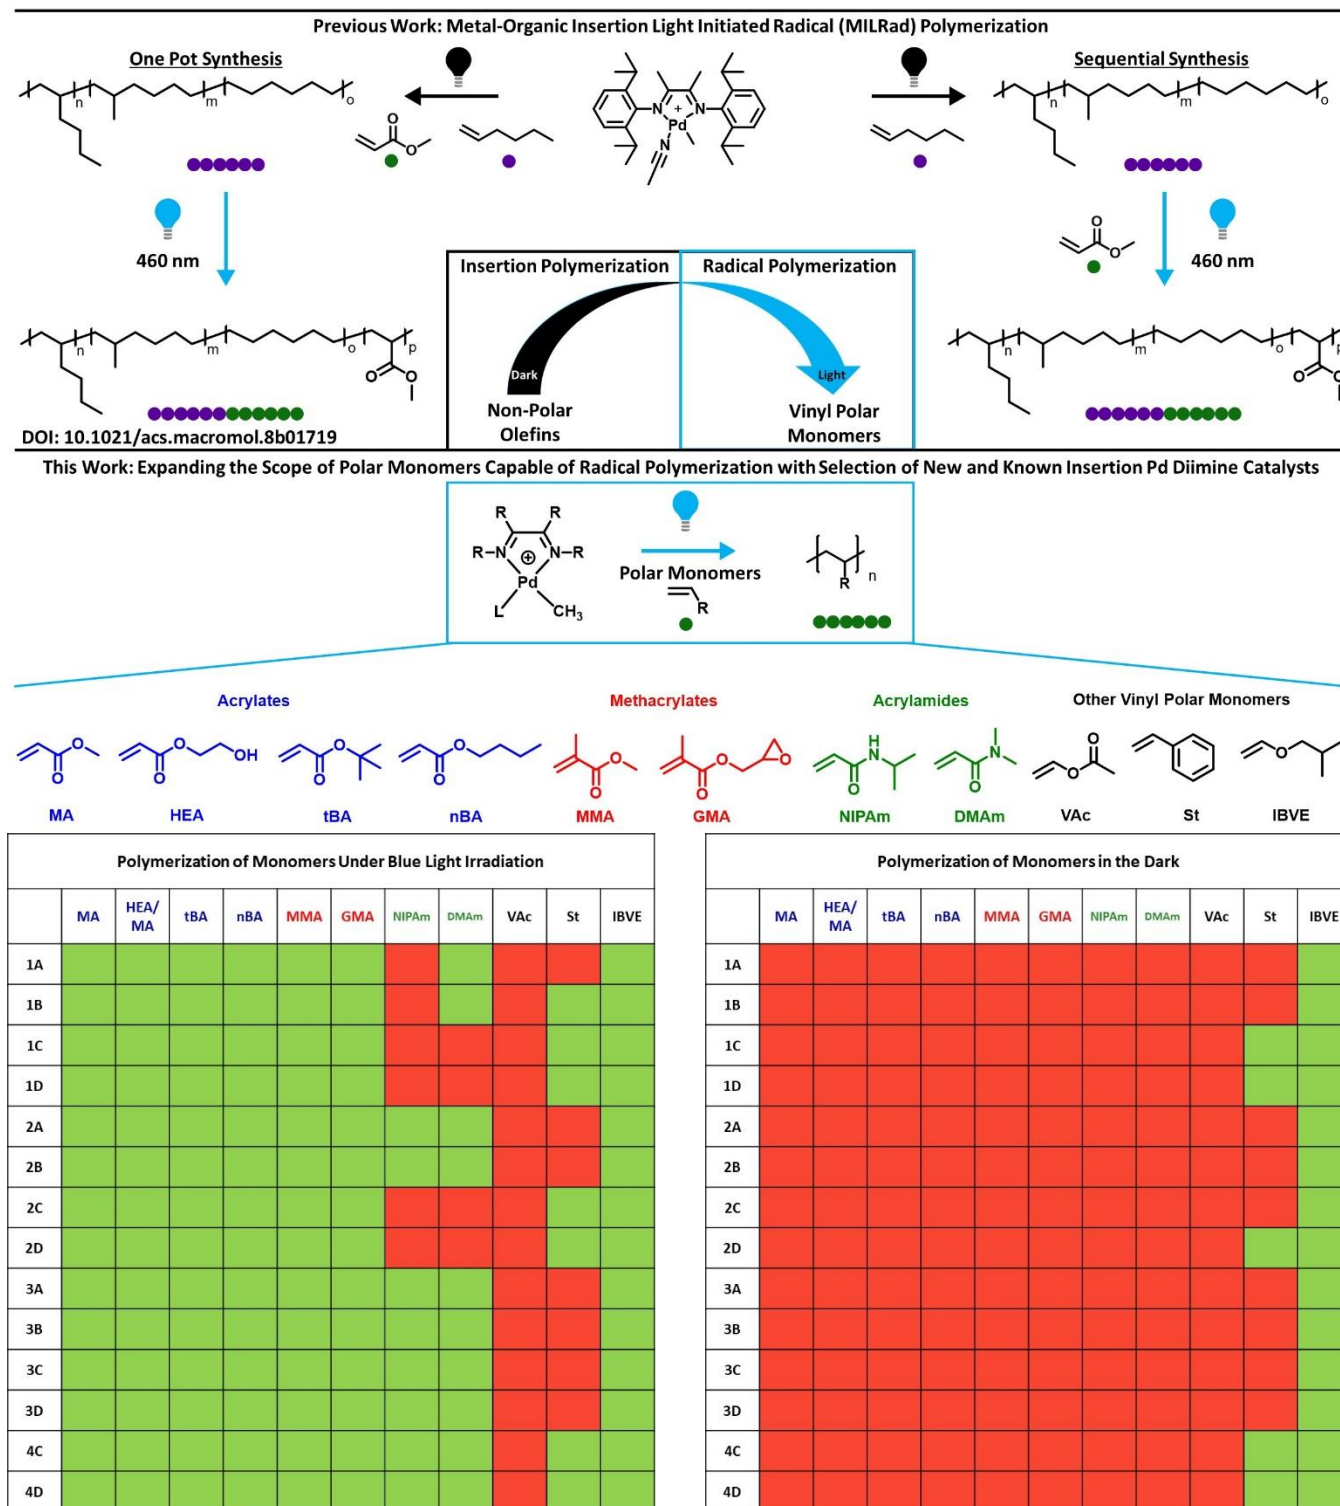 Previous Work: Metal-Organic Insertion Light Initiated Radical (MILRad) Polymerization
One Pot Synthesis
Sequential Synthesis
n
m
o
O
O
N
+
N
Pd
N
n
m
o
460 nm
O
O
460 nm
Insertion Polymerization
Radical Polymerization
Dark
Light
Non-Polar
Olefins
Vinyl Polar
Monomers
n
m
o
p
O
O
n
m
o
p
O
O
DOI: 10.1021/acs.macromol.8b01719
This Work: Expanding the Scope of Polar Monomers Capable of Radical Polymerization with Selection of New and Known Insertion Pd Diimine Catalysts
R R
R-N ⊕ N-R
Pd
L CH3
Polar Monomers
R
R
n
Acrylates
Methacrylates
Acrylamides
Other Vinyl Polar Monomers
O
O
O
O
OH
O
O
O
O
O
O
O
O
O
H
N
O
N
O
O
O
O
MA
HEA
tBA
nBA
MMA
GMA
NIPAm
DMAm
VAc
St
IBVE
Polymerization of Monomers Under Blue Light Irradiation
MA HEA/MA tBA nBA MMA GMA NIPAm DMAm VAc St IBVE
1A
1B
1C
1D
2A
2B
2C
2D
3A
3B
3C
3D
4C
4D
Polymerization of Monomers in the Dark
MA HEA/MA tBA nBA MMA GMA NIPAm DMAm VAc St IBVE
1A
1B
1C
1D
2A
2B
2C
2D
3A
3B
3C
3D
4C
4D